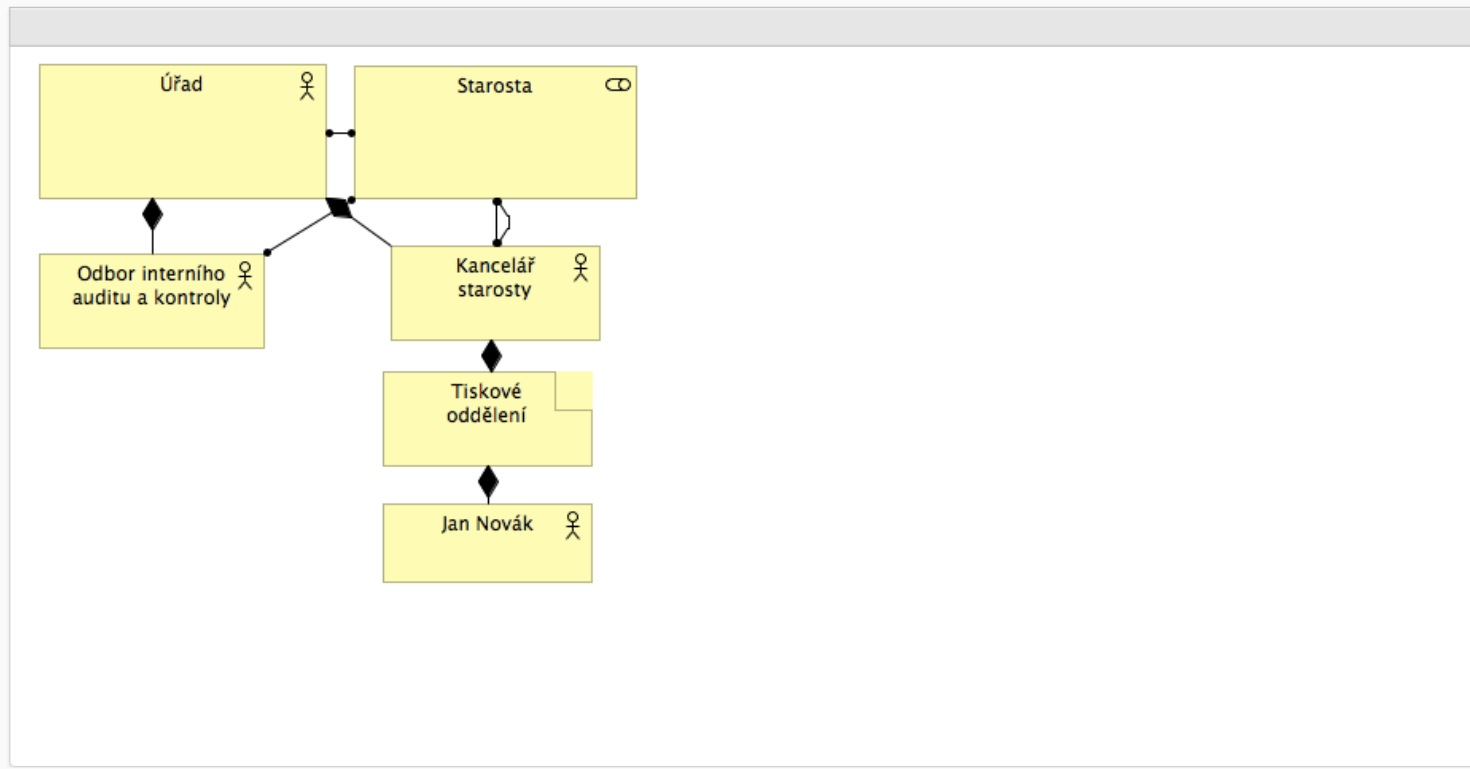 Úřad
Starosta
Odbor interního
auditu a kontroly
Kancelář
starosty
Tiskové
oddělení
Jan Novák